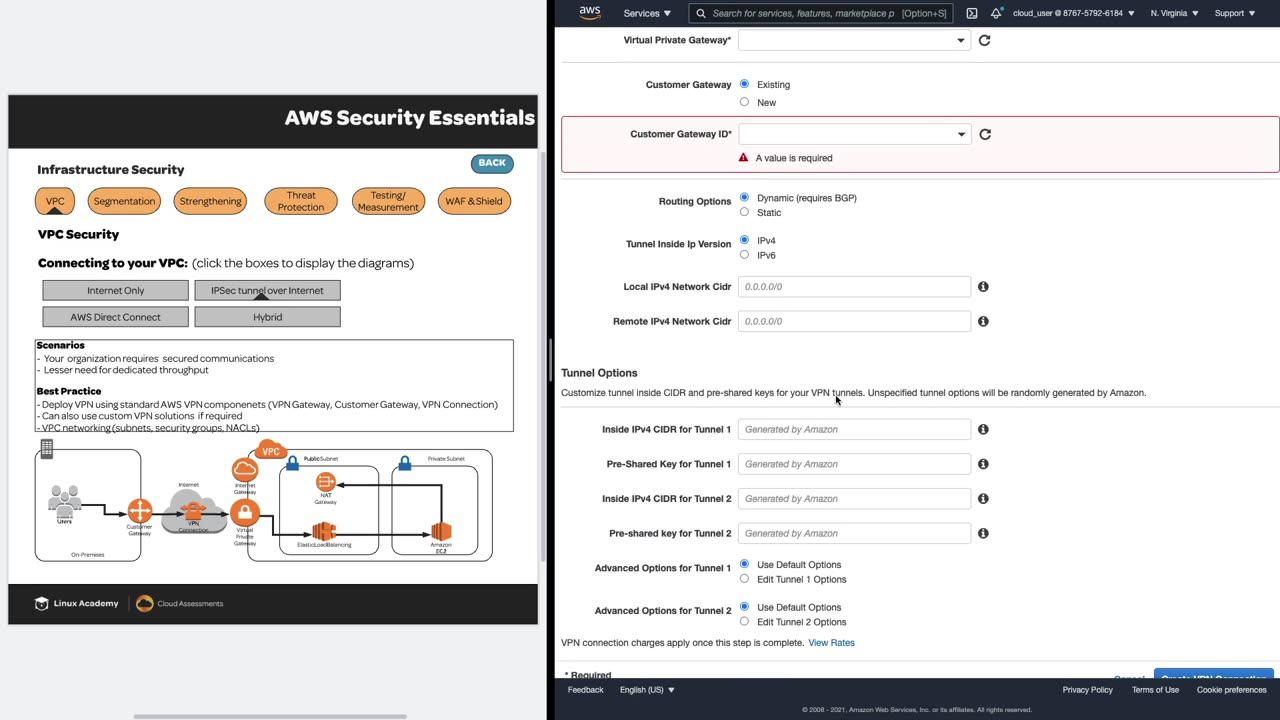 AWS Security Essentials
Infrastructure Security
BACK
VPC
Segmentation
Strengthening
Threat
Protection
Testing/
Measurement
WAF & Shield
VPC Security
Connecting to your VPC: (click the boxes to display the diagrams)
Internet Only
IPSec tunnel over Internet
AWS Direct Connect
Hybrid
Scenarios
- Your organization requires secured communications
- Lesser need for dedicated throughput
Best Practice
- Deploy VPN using standard AWS VPN componenets (VPN Gateway, Customer Gateway, VPN Connection)
- Can also use custom VPN solutions if required
- VPC networking (subnets, security groups, NACLs)
VPC
Public Subnet
Private Subnet
Internet
Gateway
NAT
Gateway
Internet
Users
Customer
Gateway
VPN
Connection
Virtual
Private
Gateway
ElasticLoadBalancing
Amazon
EC2
On-Premises
Linux Academy
Cloud Assessments
aws
Services
Search for services, features, marketplace p
[Option+S]
cloud_user @ 8767-5792-6184
N. Virginia
Support
Virtual Private Gateway*
Customer Gateway
Existing
New
Customer Gateway ID*
A value is required
Routing Options
Dynamic (requires BGP)
Static
Tunnel Inside Ip Version
IPv4
IPv6
Local IPv4 Network Cidr
0.0.0.0/0
Remote IPv4 Network Cidr
0.0.0.0/0
Tunnel Options
Customize tunnel inside CIDR and pre-shared keys for your VPN tunnels. Unspecified tunnel options will be randomly generated by Amazon.
Inside IPv4 CIDR for Tunnel 1
Generated by Amazon
Pre-Shared Key for Tunnel 1
Generated by Amazon
Inside IPv4 CIDR for Tunnel 2
Generated by Amazon
Pre-shared key for Tunnel 2
Generated by Amazon
Advanced Options for Tunnel 1
Use Default Options
Edit Tunnel 1 Options
Advanced Options for Tunnel 2
Use Default Options
Edit Tunnel 2 Options
VPN connection charges apply once this step is complete. View Rates
* Required
Cancel
Create VPN Connection
Feedback
English (US)
Privacy Policy
Terms of Use
Cookie preferences
© 2008 - 2021, Amazon Web Services, Inc. or its affiliates. All rights reserved.